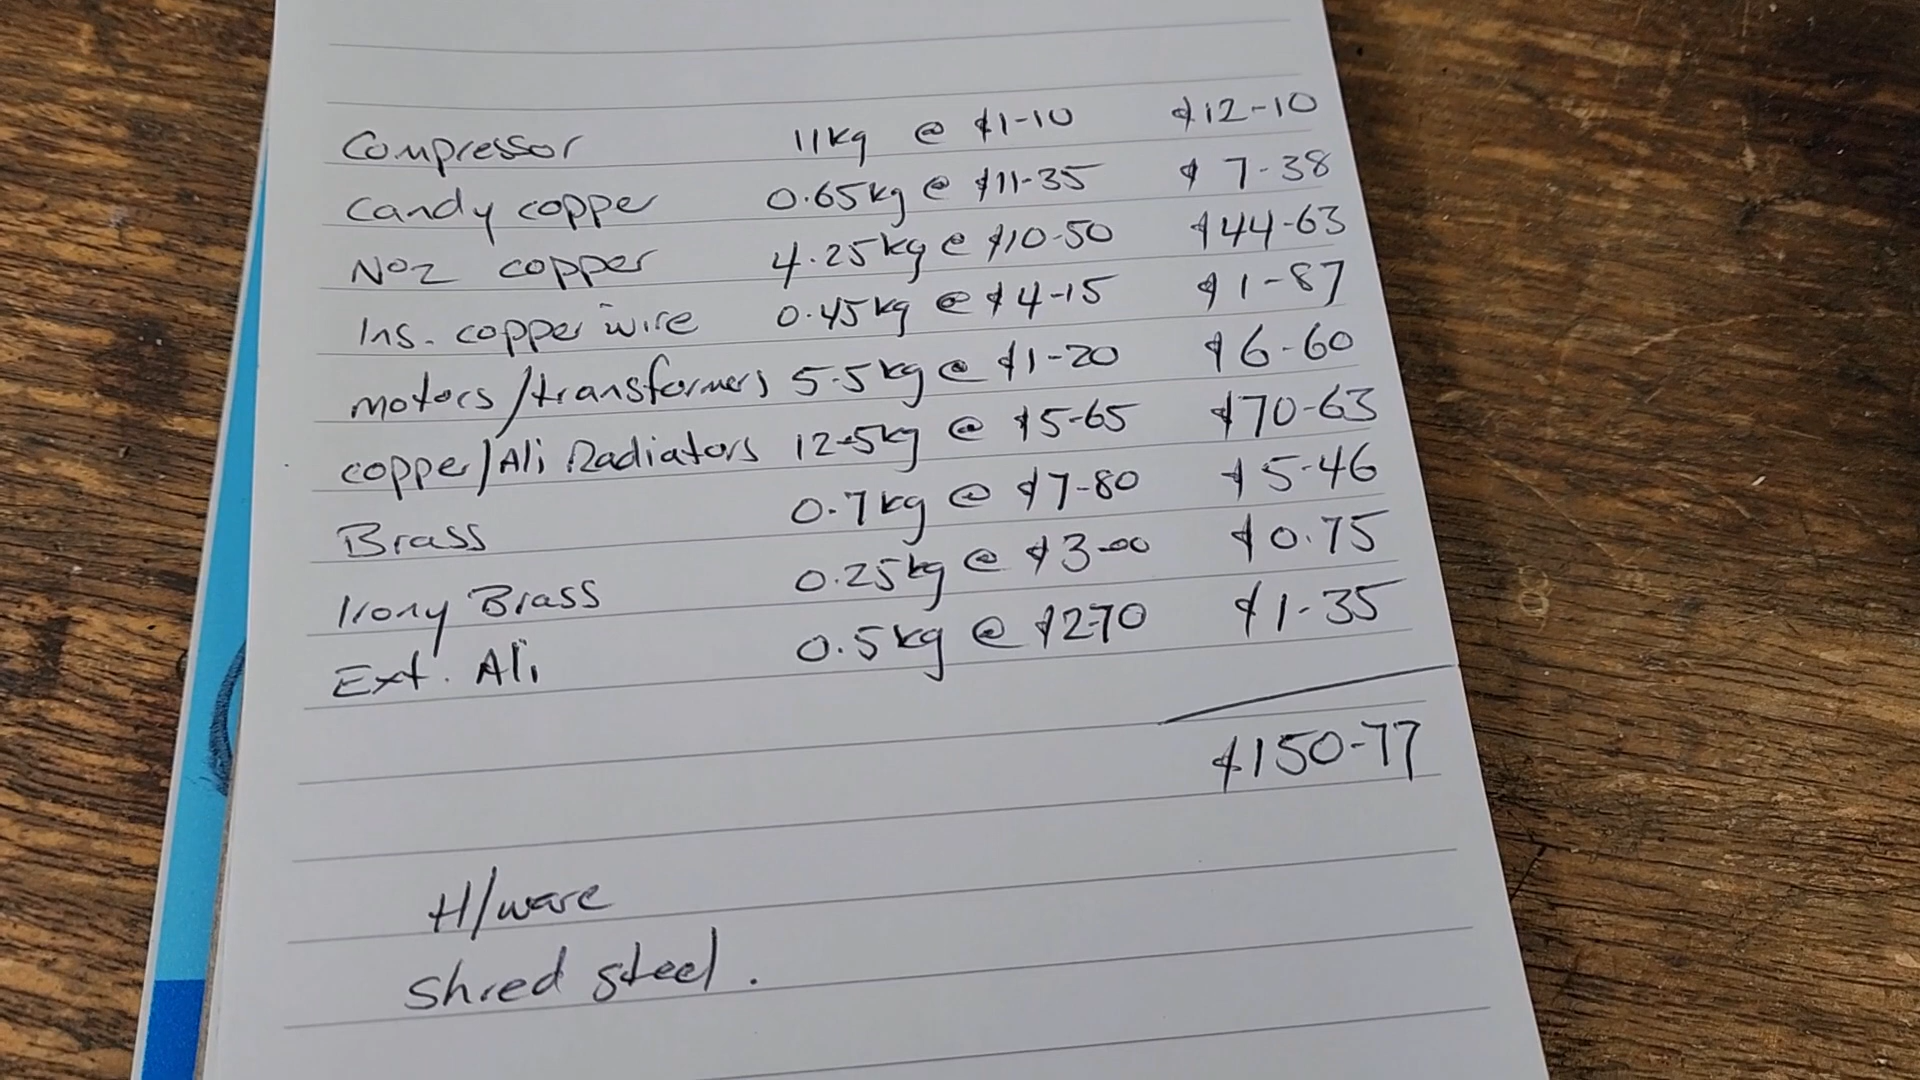 Compressor 11kg @ $1-10 $12-10
Candy copper 0.65kg @ $11-35 $7-38
No2 copper 4.25kg @ $10-50 $44-63
Ins. copper wire 0.45kg @ $4-15 $1-87
motors/transformers 5.5kg @ $1-20 $6-60
copper/Ali Radiators 12.5kg @ $5-65 $70-63
Brass 0.7kg @ $7-80 $5-46
Irony Brass 0.25kg @ $3-00 $0.75
Ext. Ali 0.5kg @ $2-70 $1-35
$150-77
H/ware
Shred steel.